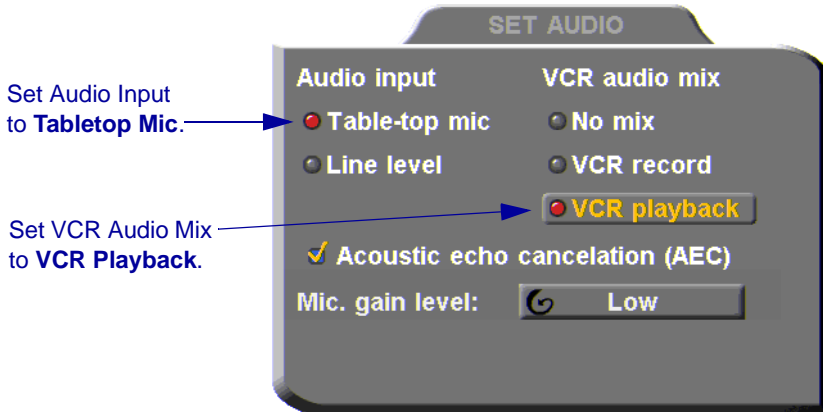 SET AUDIO
Audio input
VCR audio mix
Set Audio Input
to Tabletop Mic.
Table-top mic
No mix
Line level
VCR record
VCR playback
Set VCR Audio Mix
to VCR Playback.
Acoustic echo cancelation (AEC)
Mic. gain level:
Low